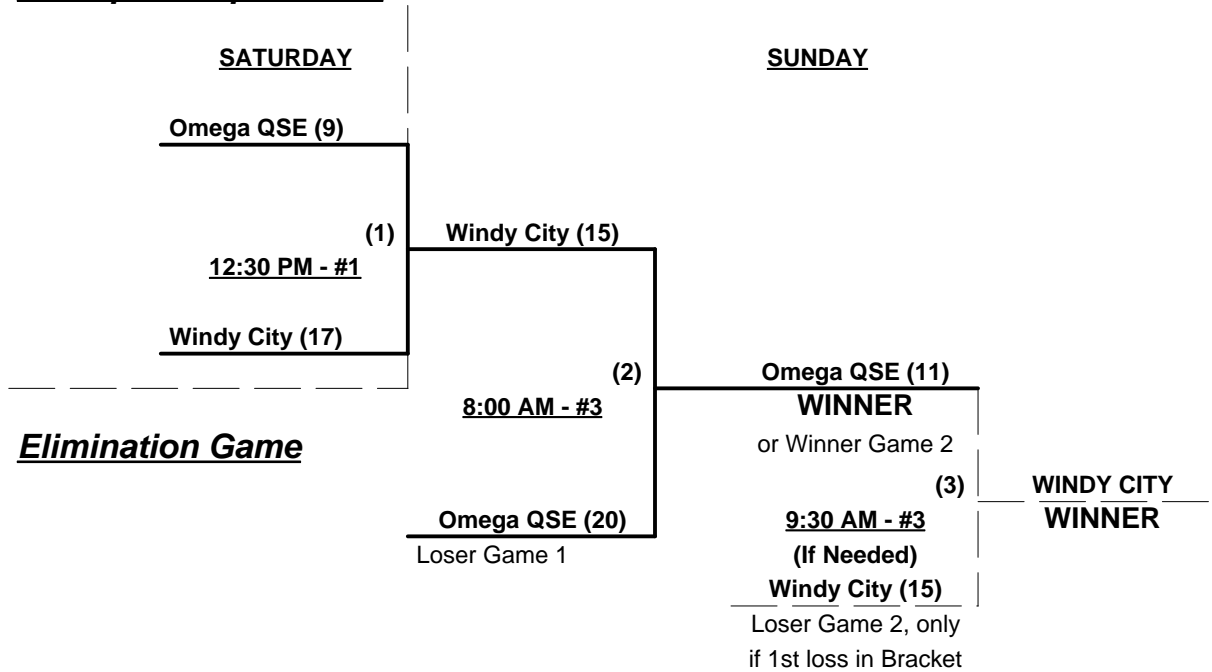 SATURDAY
SUNDAY
Omega QSE (9)
(1)
Windy City (15)
12:30 PM - #1
Windy City (17)
(2)
Omega QSE (11)
8:00 AM - #3
WINNER
Elimination Game
or Winner Game 2
(3)
WINDY CITY
Omega QSE (20)
9:30 AM - #3
WINNER
Loser Game 1
(If Needed)
Windy City (15)
Loser Game 2, only
if 1st loss in Bracket